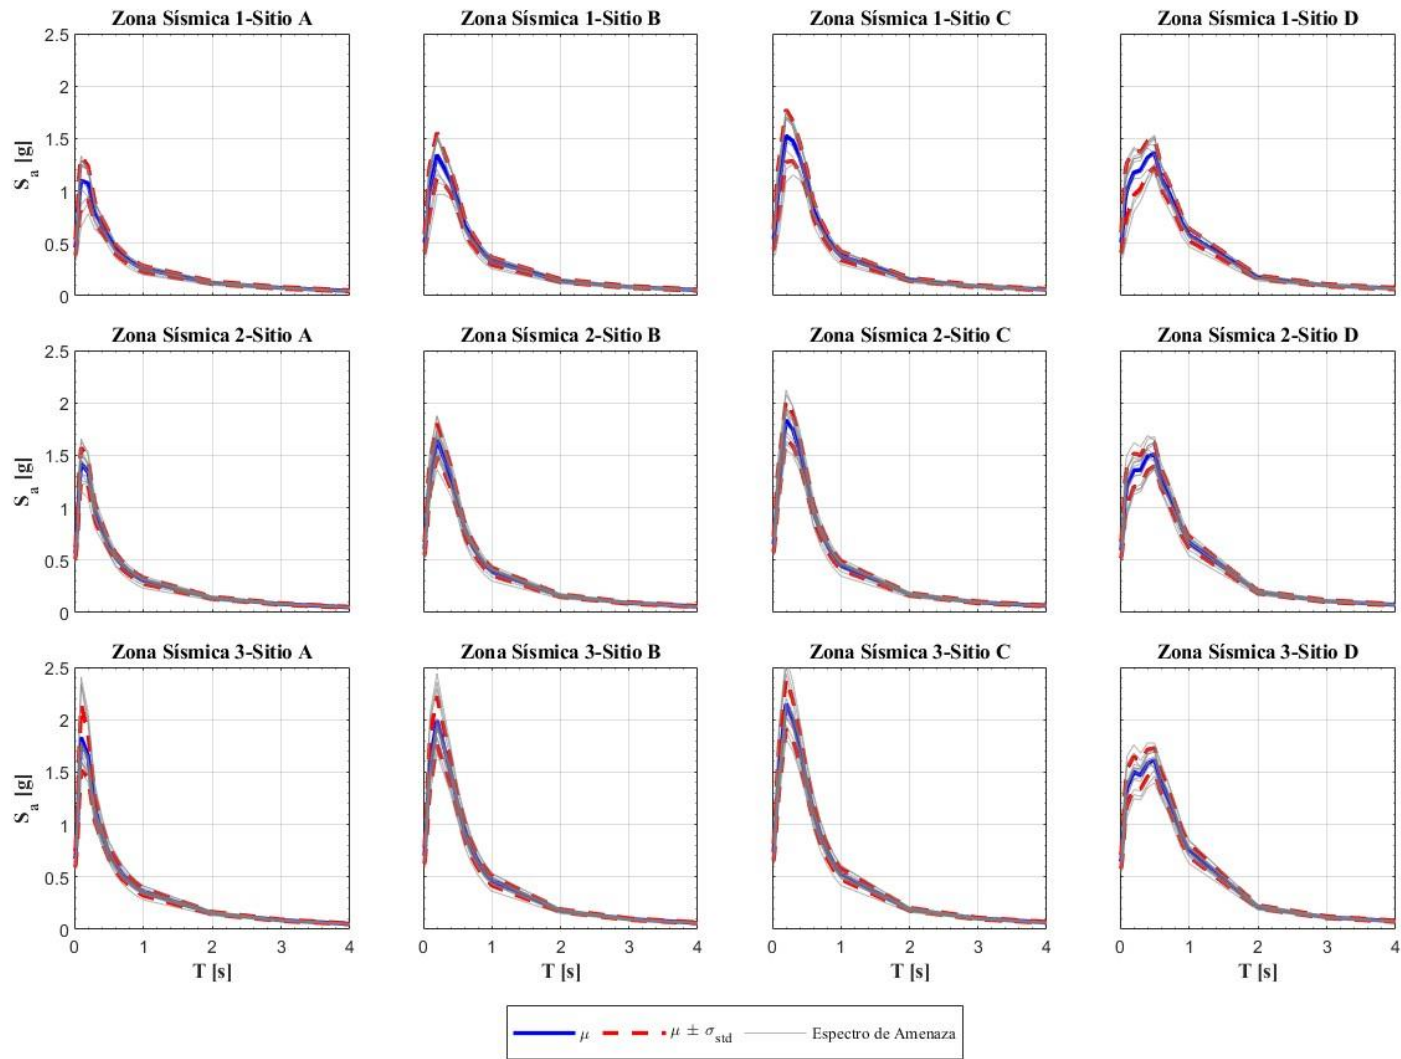 Zona Sísmica 1-Sitio A
Zona Sísmica 1-Sitio B
Zona Sísmica 1-Sitio C
Zona Sísmica 1-Sitio D
2.5
2
1.5
1
0.5
0
S_a [g]
Zona Sísmica 2-Sitio A
Zona Sísmica 2-Sitio B
Zona Sísmica 2-Sitio C
Zona Sísmica 2-Sitio D
2.5
2
1.5
1
0.5
0
S_a [g]
Zona Sísmica 3-Sitio A
Zona Sísmica 3-Sitio B
Zona Sísmica 3-Sitio C
Zona Sísmica 3-Sitio D
2.5
2
1.5
1
0.5
0
S_a [g]
0 1 2 3 4
0 1 2 3 4
0 1 2 3 4
0 1 2 3 4
T [s]
T [s]
T [s]
T [s]
μ μ ± σ_std Espectro de Amenaza